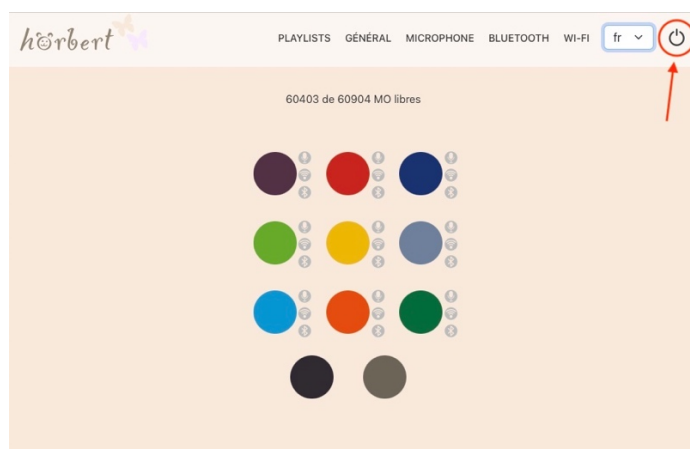 hörbert
PLAYLISTS GÉNÉRAL MICROPHONE BLUETOOTH WI-FI fr
60403 de 60904 MO libres